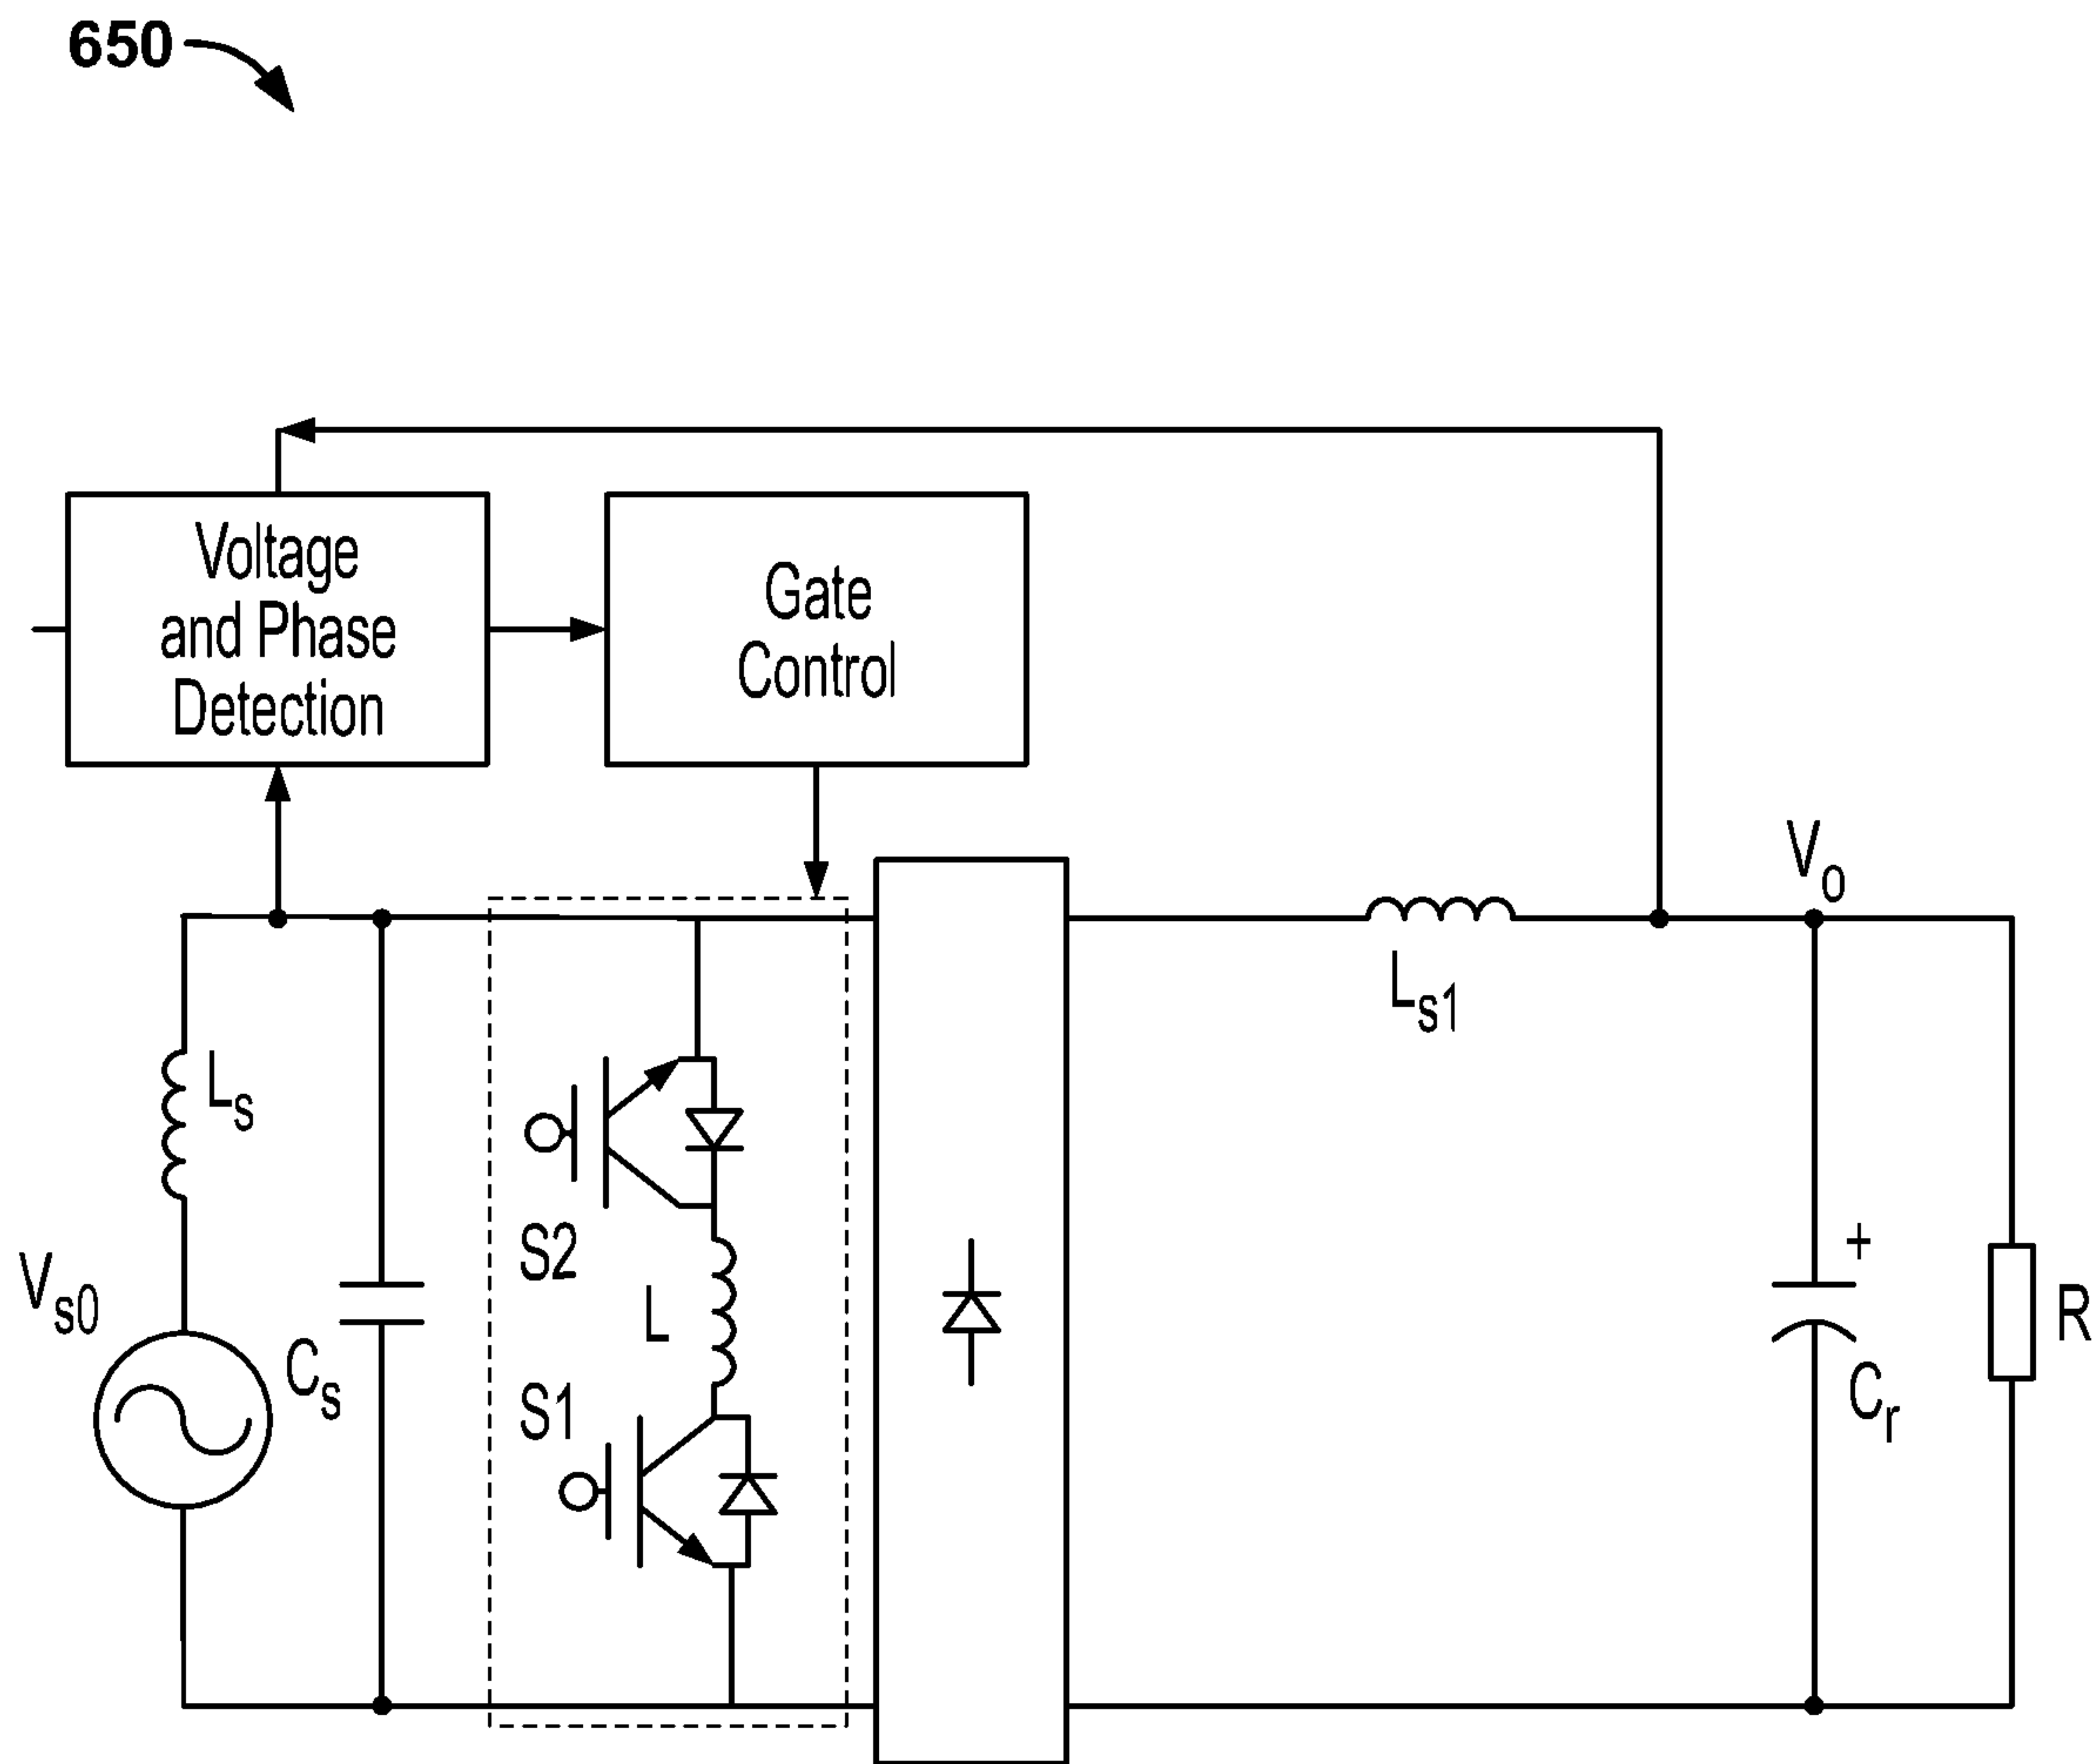 650
Voltage
and Phase
Detection
Gate
Control
Vo
Ls1
Ls
S2
Vs0
+
L
R
Cs
S1
Cr